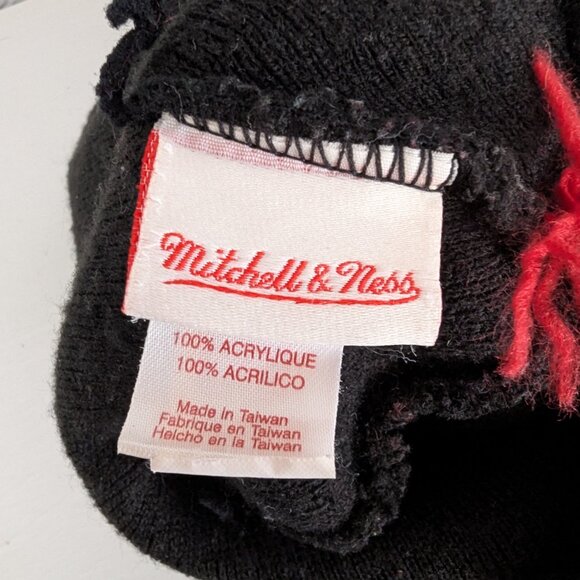 Mitchell & Ness
100% ACRYLIQUE
100% ACRILICO
Made in Taiwan
Fabrique en Taiwan
Helcho en la Taiwan